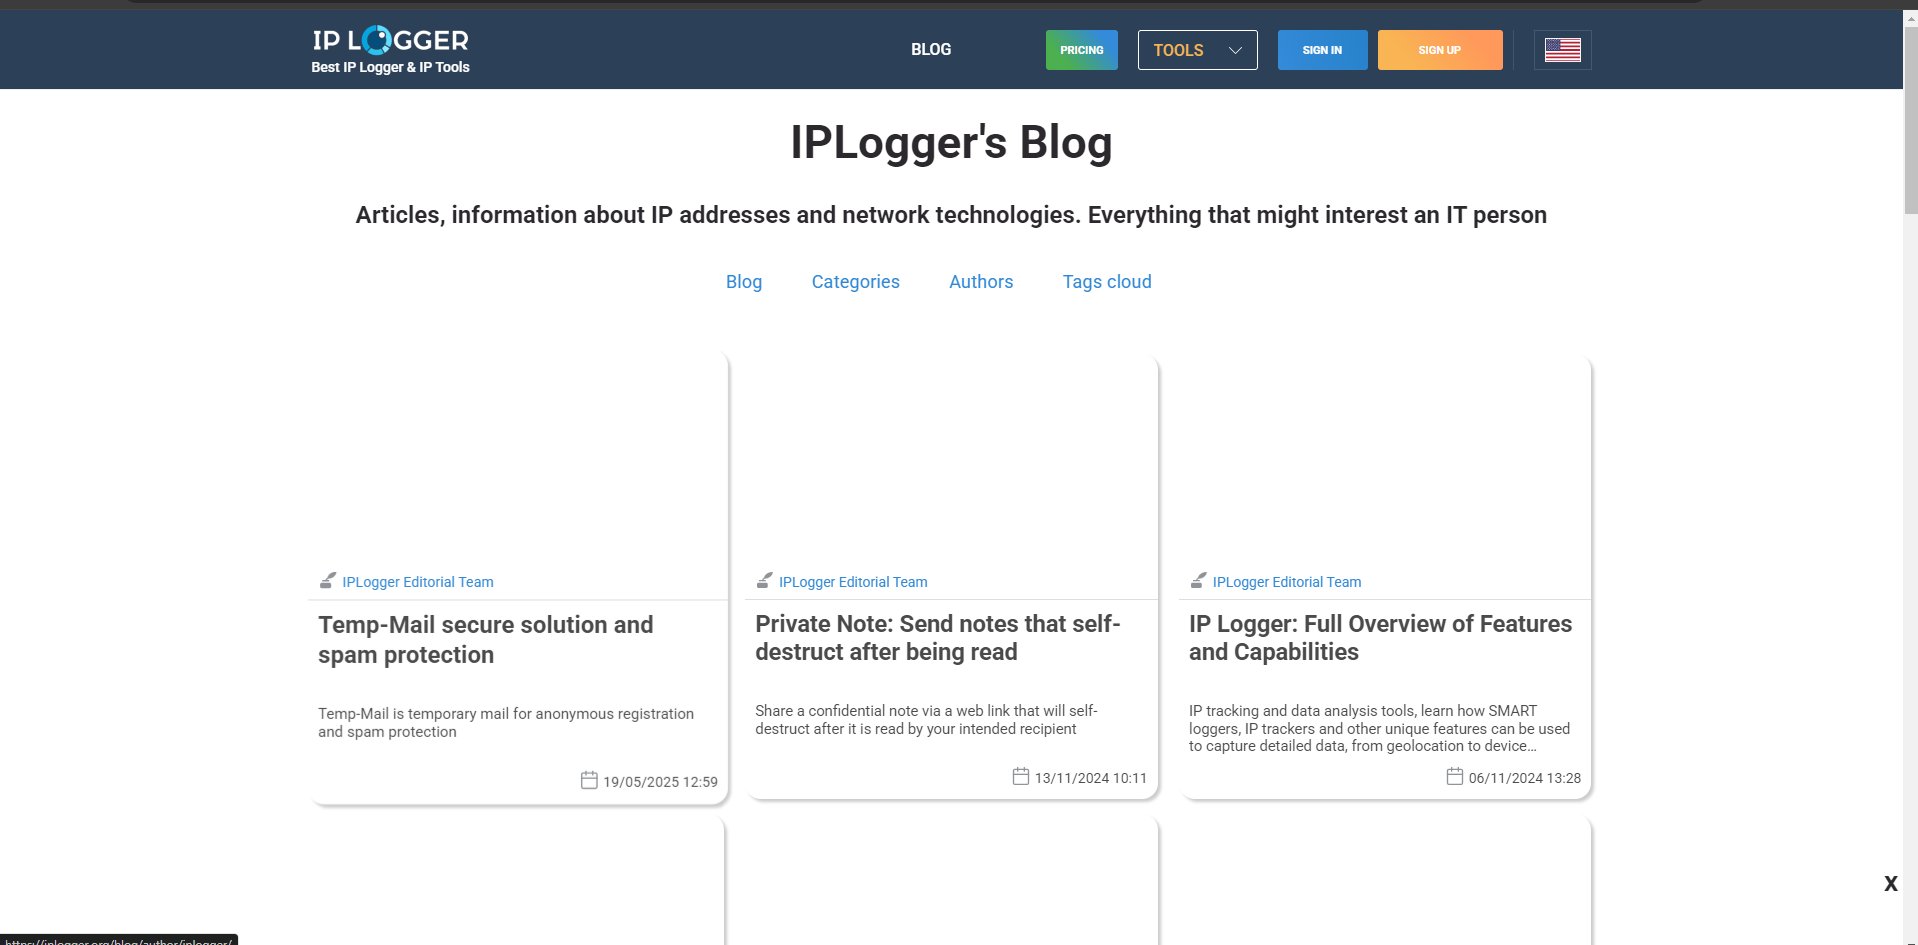 IP LOGGER
Best IP Logger & IP Tools
BLOG
PRICING
TOOLS
SIGN IN
SIGN UP
IPLogger's Blog
Articles, information about IP addresses and network technologies. Everything that might interest an IT person
Blog
Categories
Authors
Tags cloud
IPLogger Editorial Team
Temp-Mail secure solution and
spam protection
Temp-Mail is temporary mail for anonymous registration
and spam protection
19/05/2025 12:59
IPLogger Editorial Team
Private Note: Send notes that self-
destruct after being read
Share a confidential note via a web link that will self-
destruct after it is read by your intended recipient
13/11/2024 10:11
IPLogger Editorial Team
IP Logger: Full Overview of Features
and Capabilities
IP tracking and data analysis tools, learn how SMART
loggers, IP trackers and other unique features can be used
to capture detailed data, from geolocation to device...
06/11/2024 13:28
X
https://iplogger.org/blog/author/iplogger/